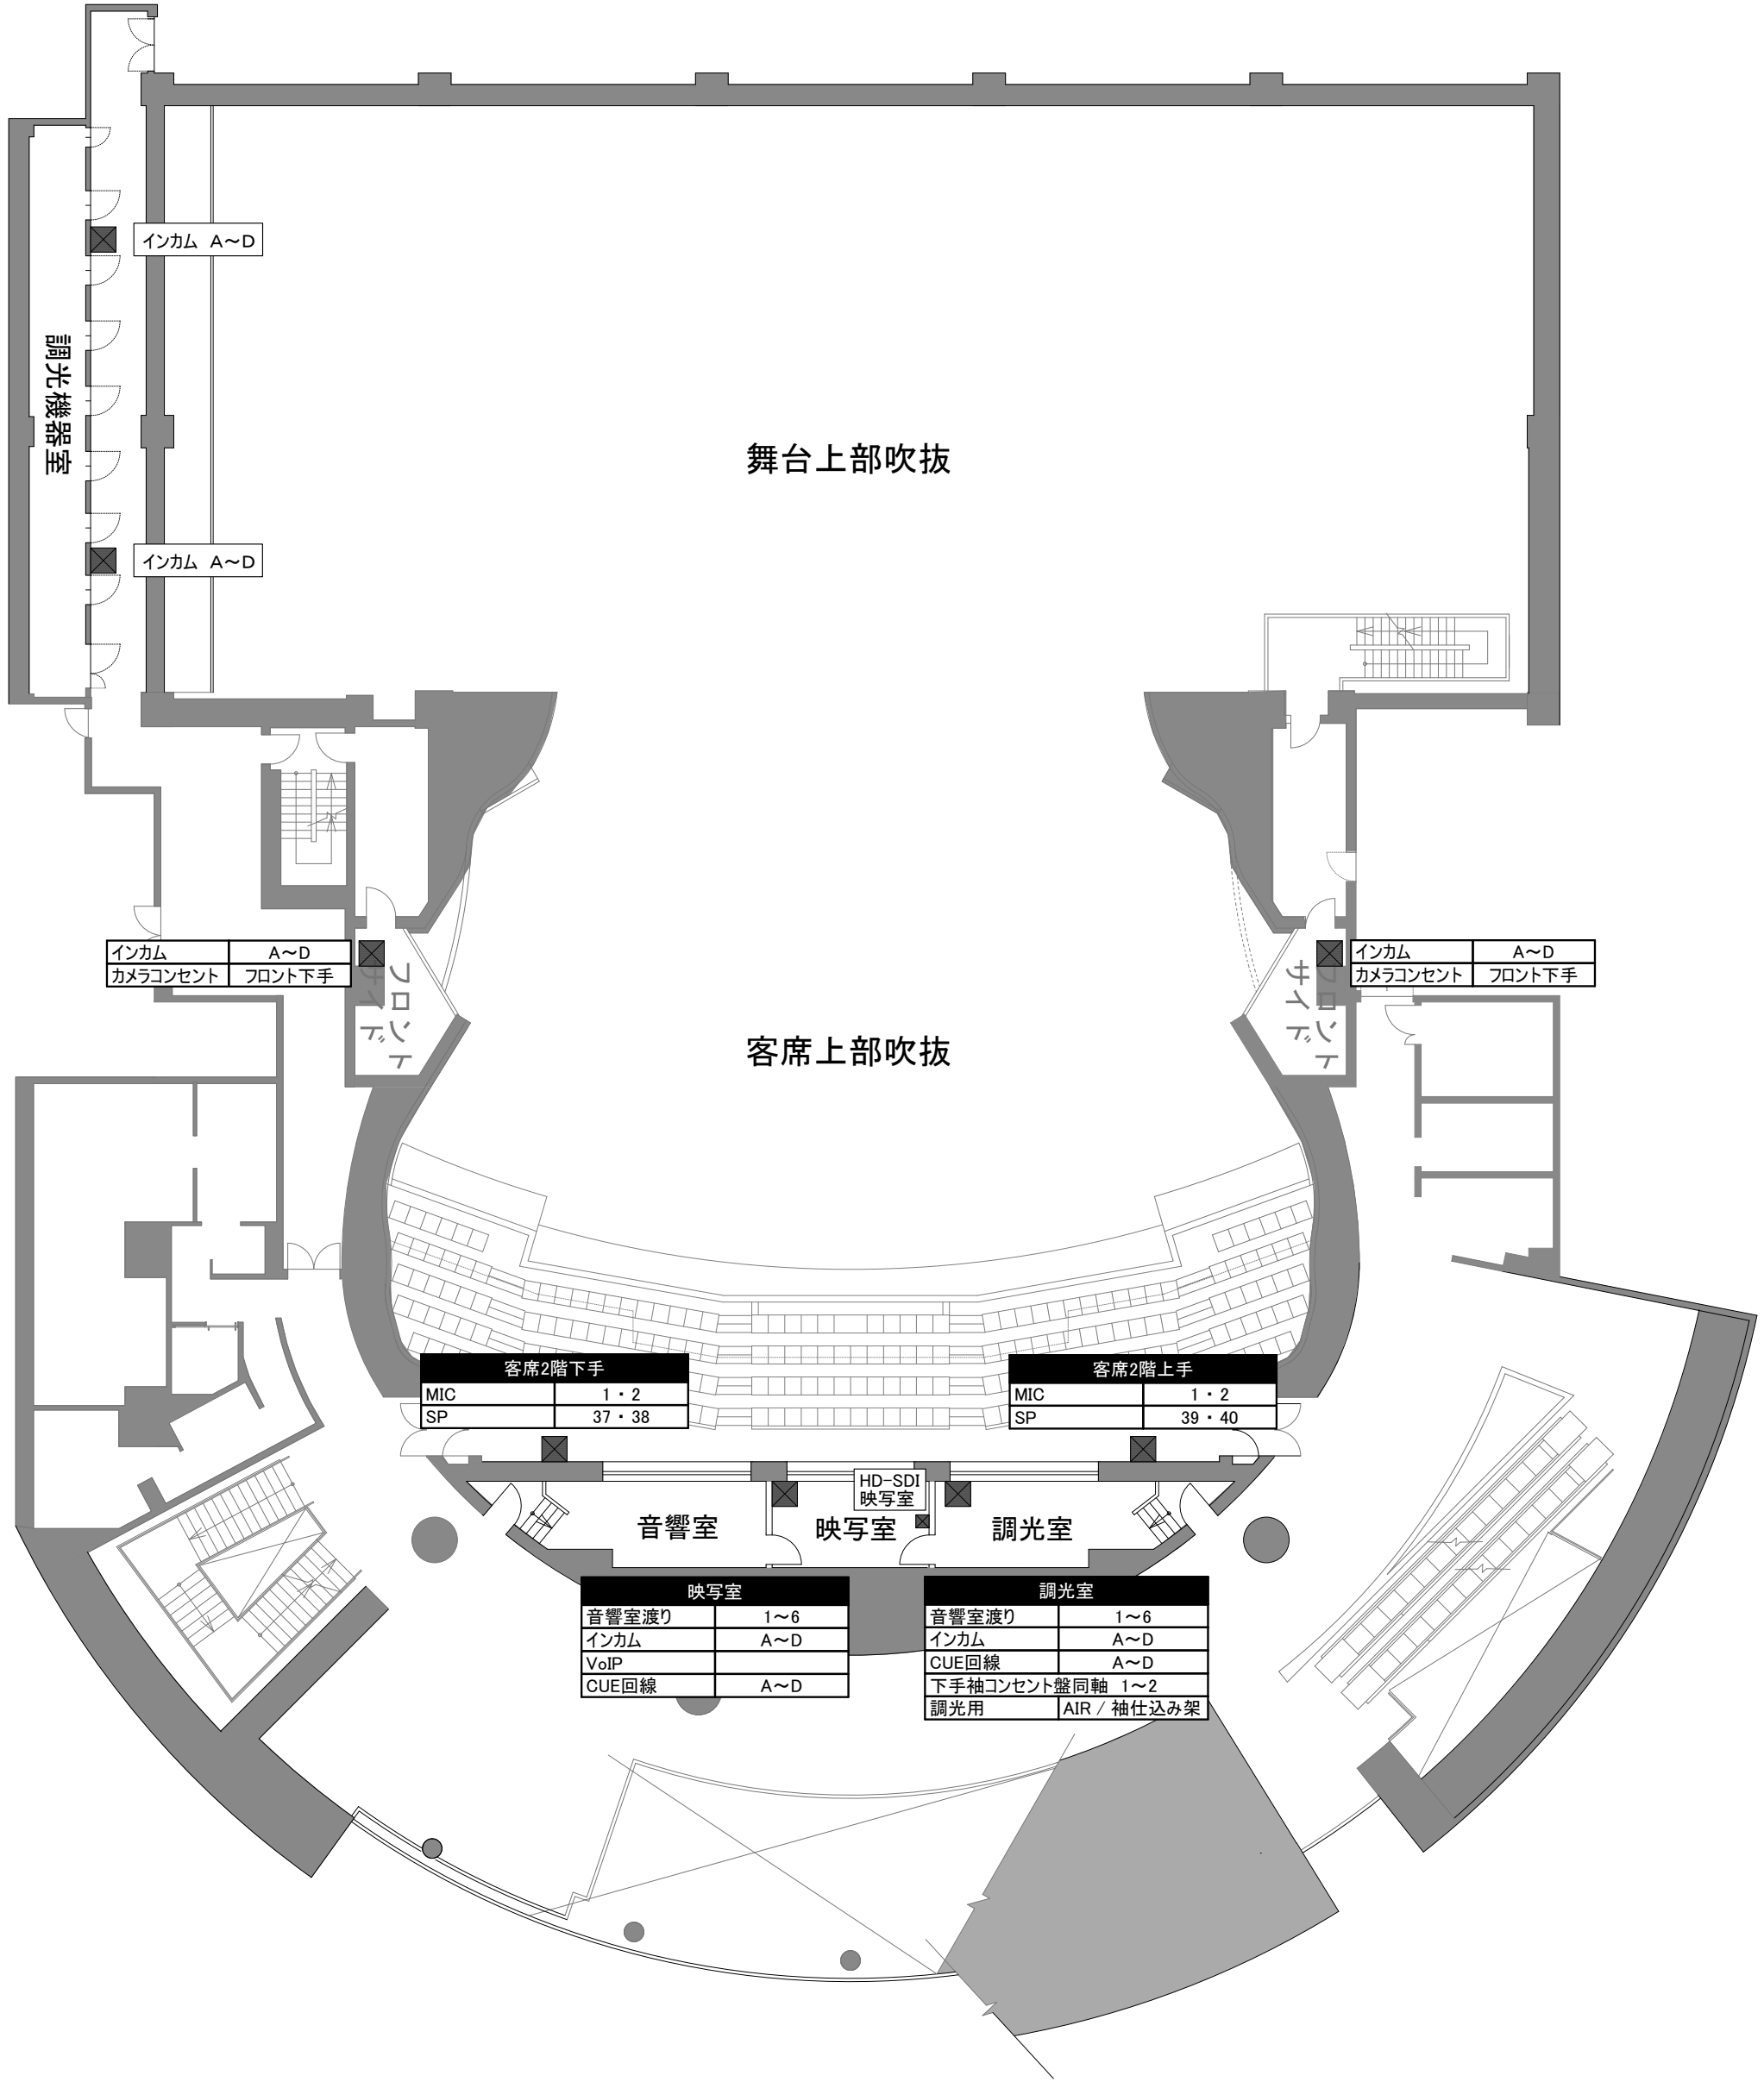 インカム A～D
調光機器室
舞台上部吹抜
インカム A～D
インカム A～D
カメラコンセント フロント下手
フロント
サイド
インカム A～D
カメラコンセント フロント下手
フロント
サイド
客席上部吹抜
客席2階下手
MIC 1・2
SP 37・38
客席2階上手
MIC 1・2
SP 39・40
HD-SDI
映写室
音響室
映写室
調光室
映写室
音響室渡り 1～6
インカム A～D
VoIP
CUE回線 A～D
調光室
音響室渡り 1～6
インカム A～D
CUE回線 A～D
下手袖コンセント盤同軸 1～2
調光用 AIR / 袖仕込み架